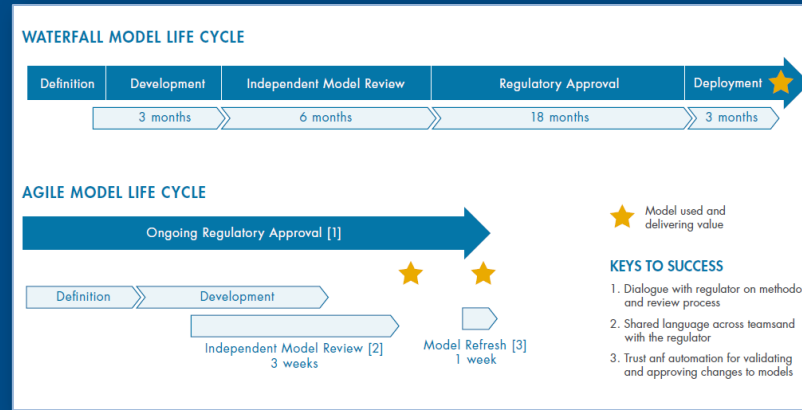 WATERFALL MODEL LIFE CYCLE
Definition Development Independent Model Review Regulatory Approval Deployment
3 months 6 months 18 months 3 months
AGILE MODEL LIFE CYCLE
Ongoing Regulatory Approval [1]
Definition Development
Independent Model Review [2]
3 weeks
Model Refresh [3]
1 week
Model used and
delivering value
KEYS TO SUCCESS
1. Dialogue with regulator on methodo
and review process
2. Shared language across teamsand
with the regulator
3. Trust anf automation for validating
and approving changes to models